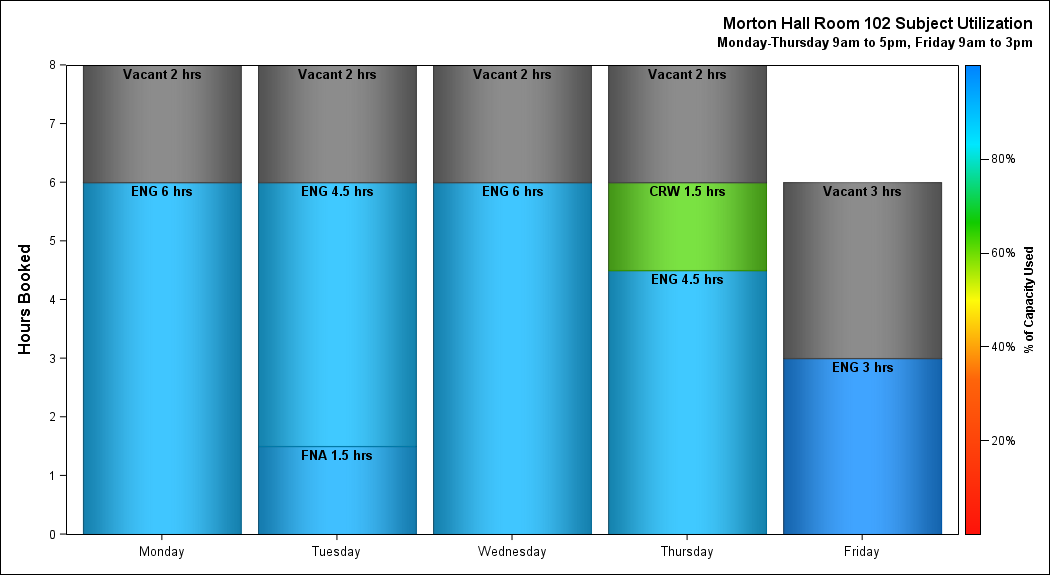 Morton Hall Room 102 Subject Utilization
Monday-Thursday 9am to 5pm, Friday 9am to 3pm
Hours Booked
8
7
6
5
4
3
2
1
0
Vacant 2 hrs
ENG 6 hrs
Vacant 2 hrs
ENG 4.5 hrs
FNA 1.5 hrs
Vacant 2 hrs
ENG 6 hrs
Vacant 2 hrs
CRW 1.5 hrs
ENG 4.5 hrs
Vacant 3 hrs
ENG 3 hrs
Monday
Tuesday
Wednesday
Thursday
Friday
80%
60%
40%
20%
% of Capacity Used